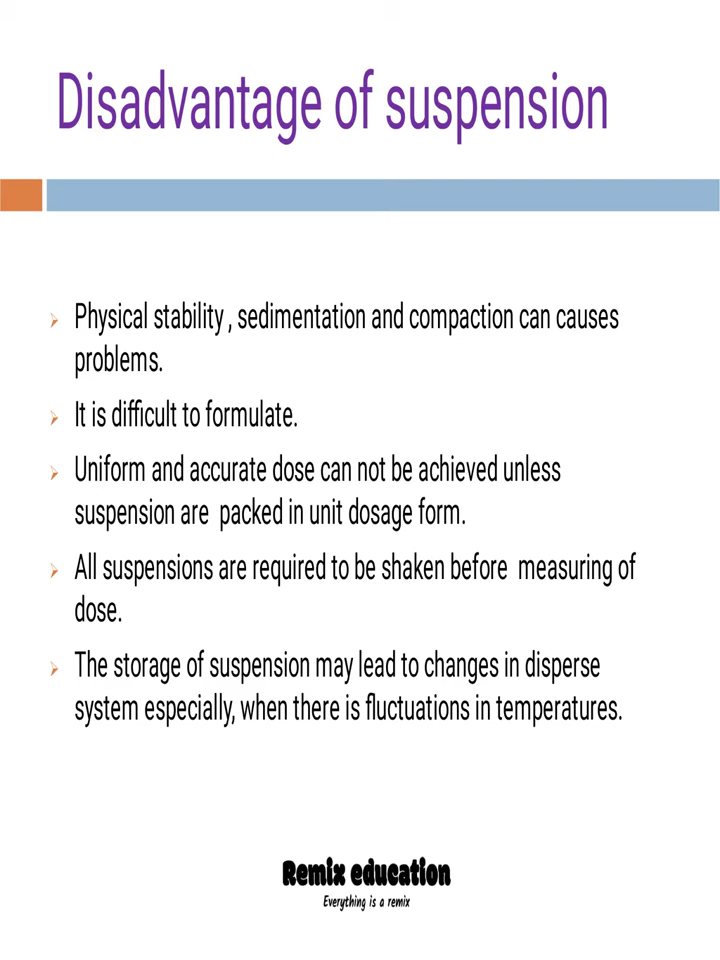 Disadvantage of suspension
Physical stability , sedimentation and compaction can causes
problems.
It is difficult to formulate.
Uniform and accurate dose can not be achieved unless
suspension are packed in unit dosage form.
All suspensions are required to be shaken before measuring of
dose.
The storage of suspension may lead to changes in disperse
system especially, when there is fluctuations in temperatures.
Remix education
Everything is a remix